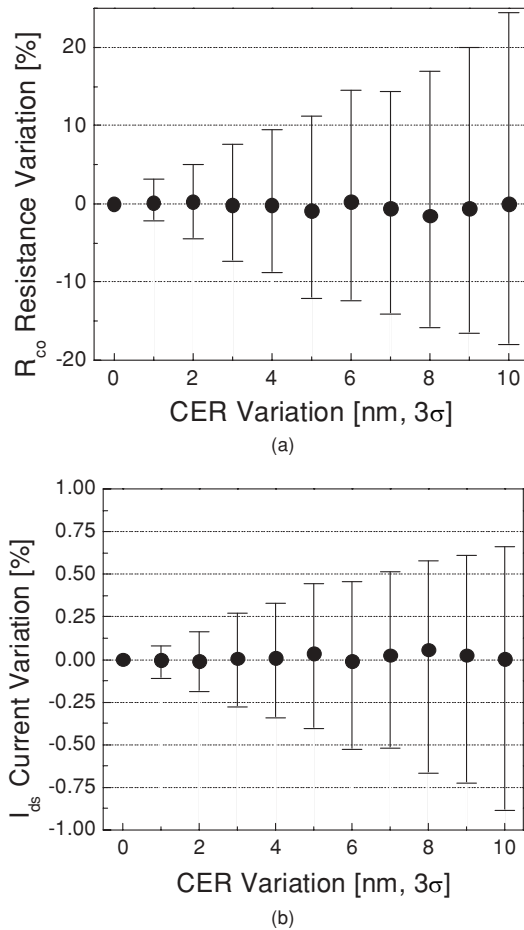 20
10
0
-10
-20
R_co Resistance Variation [%]
0 2 4 6 8 10
CER Variation [nm, 3σ]
(a)
1.00
0.75
0.50
0.25
0.00
-0.25
-0.50
-0.75
-1.00
I_ds Current Variation [%]
0 2 4 6 8 10
CER Variation [nm, 3σ]
(b)